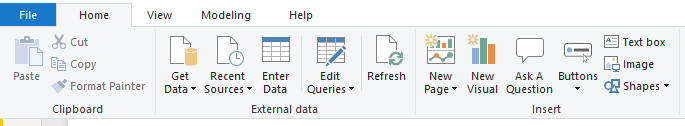 File Home View Modeling Help
Paste
Cut
Copy
Format Painter
Clipboard
Get Data
Recent Sources
Enter Data
Edit Queries
Refresh
External data
New Page
New Visual
Ask A Question
Buttons
Text box
Image
Shapes
Insert